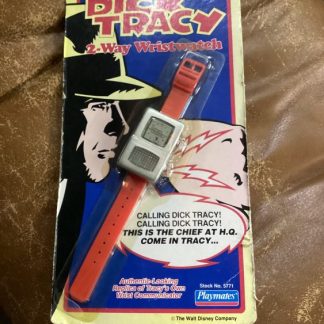 DICK TRACY
2-Way Wristwatch
CALLING DICK TRACY!
CALLING DICK TRACY!
THIS IS THE CHIEF AT H.Q.
COME IN TRACY...
Authentic-Looking
Replica of Tracy's Own
Wrist Communicator
Stock No. 5771
Playmates
© The Walt Disney Company